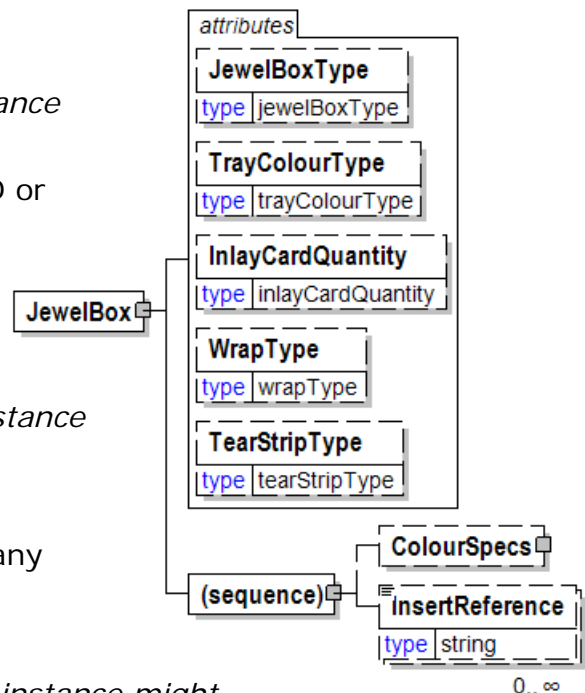 attributes
JewelBoxType
type jewelBoxType
TrayColourType
type trayColourType
InlayCardQuantity
type inlayCardQuantity
JewelBox
WrapType
type wrapType
TearStripType
type tearStripType
ColourSpecs
(sequence)
InsertReference
type string
0..∞
ance
D or
stance
any
instance might